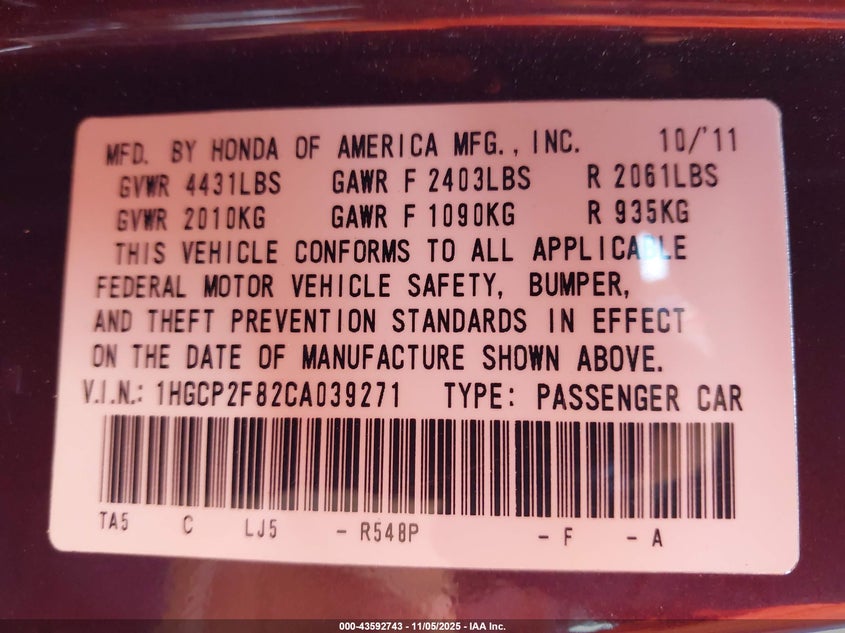 MFD. BY HONDA OF AMERICA MFG., INC. 10/'11
GVWR 4431LBS GAWR F 2403LBS R 2061LBS
GVWR 2010KG GAWR F 1090KG R 935KG
THIS VEHICLE CONFORMS TO ALL APPLICABLE
FEDERAL MOTOR VEHICLE SAFETY, BUMPER,
AND THEFT PREVENTION STANDARDS IN EFFECT
ON THE DATE OF MANUFACTURE SHOWN ABOVE.
V.I.N.: 1HGCP2F82CA039271 TYPE: PASSENGER CAR
TA5 C LJ5 - R548P - F - A
000-43592743 - 11/05/2025 - IAA Inc.